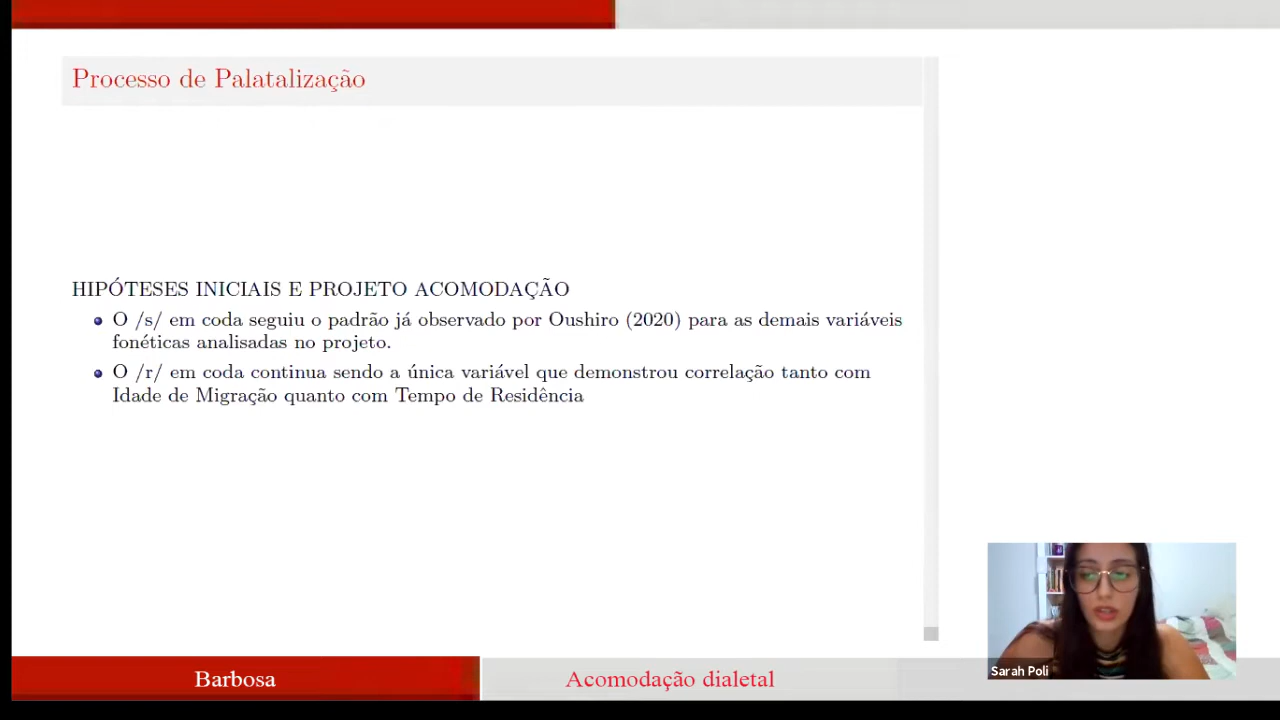 Processo de Palatalização
HIPÓTESES INICIAIS E PROJETO ACOMODAÇÃO
O /s/ em coda seguiu o padrão já observado por Oushiro (2020) para as demais variáveis
fonéticas analisadas no projeto.
O /r/ em coda continua sendo a única variável que demonstrou correlação tanto com
Idade de Migração quanto com Tempo de Residência
Sarah Poli
Barbosa
Acomodação dialetal